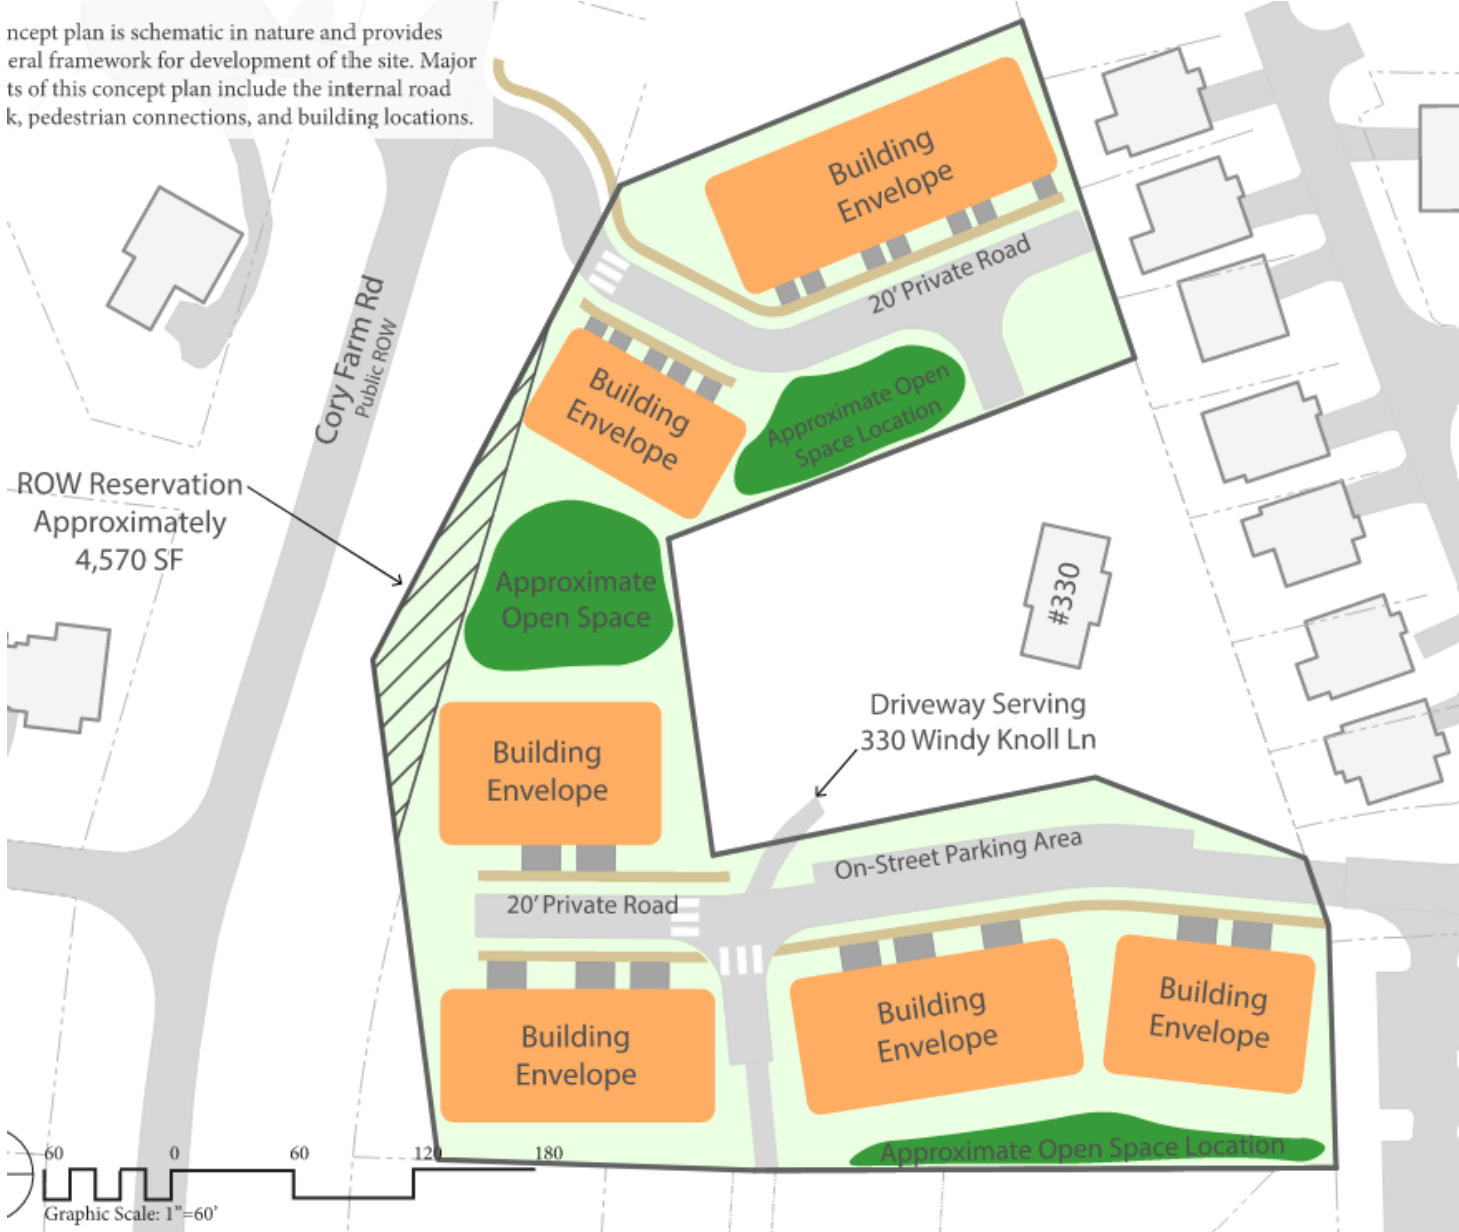 ncept plan is schematic in nature and provides
eral framework for development of the site. Major
ts of this concept plan include the internal road
k, pedestrian connections, and building locations.
Building
Envelope
20' Private Road
Cory Farm Rd
Public ROW
Building
Envelope
Approximate Open
Space Location
ROW Reservation
Approximately
4,570 SF
Approximate
Open Space
#330
Driveway Serving
330 Windy Knoll Ln
Building
Envelope
On-Street Parking Area
20' Private Road
Building
Envelope
Building
Envelope
Building
Envelope
Approximate Open Space Location
60 0 60 120 180
Graphic Scale: 1"=60'